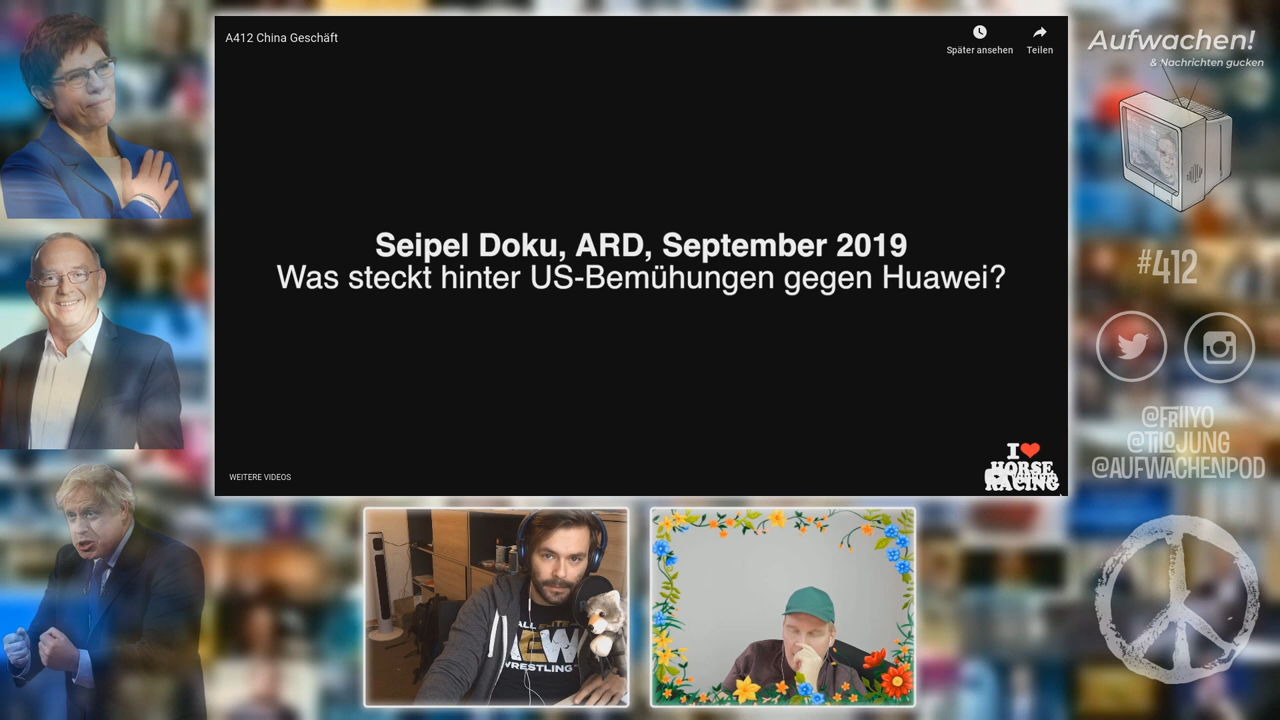 A412 China Geschäft
Später ansehen
Teilen
Aufwachen!
& Nachrichten gucken
Seipel Doku, ARD, September 2019
Was steckt hinter US-Bemühungen gegen Huawei?
#412
@FRIIYO
@TILOJUNG
@AUFWACHENPOD
I
HORSE
RACING
WEITERE VIDEOS
ALL
WRESTLING